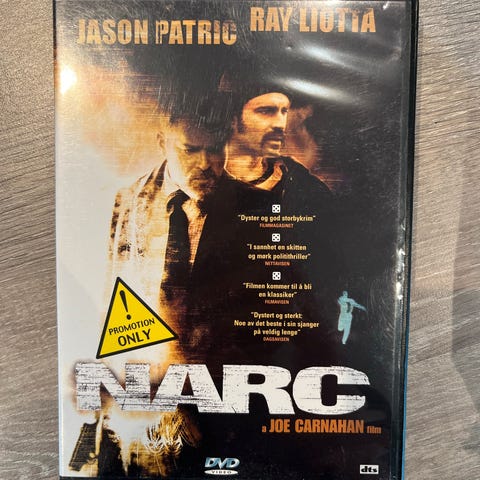 JASON PATRIC RAY LIOTTA
"Dyster og god storbykrim"
FILMMAGASINET
"I sannhet en skitten
og mørk politithriller"
NETTAVISEN
"Filmen kommer til å bli
en klassiker"
FILMAVISEN
"Dystert og sterkt:
Noe av det beste i sin sjanger
på veldig lenge"
DAGSAVISEN
!
PROMOTION
ONLY
NARC
a JOE CARNAHAN film
DVD
VIDEO
dts